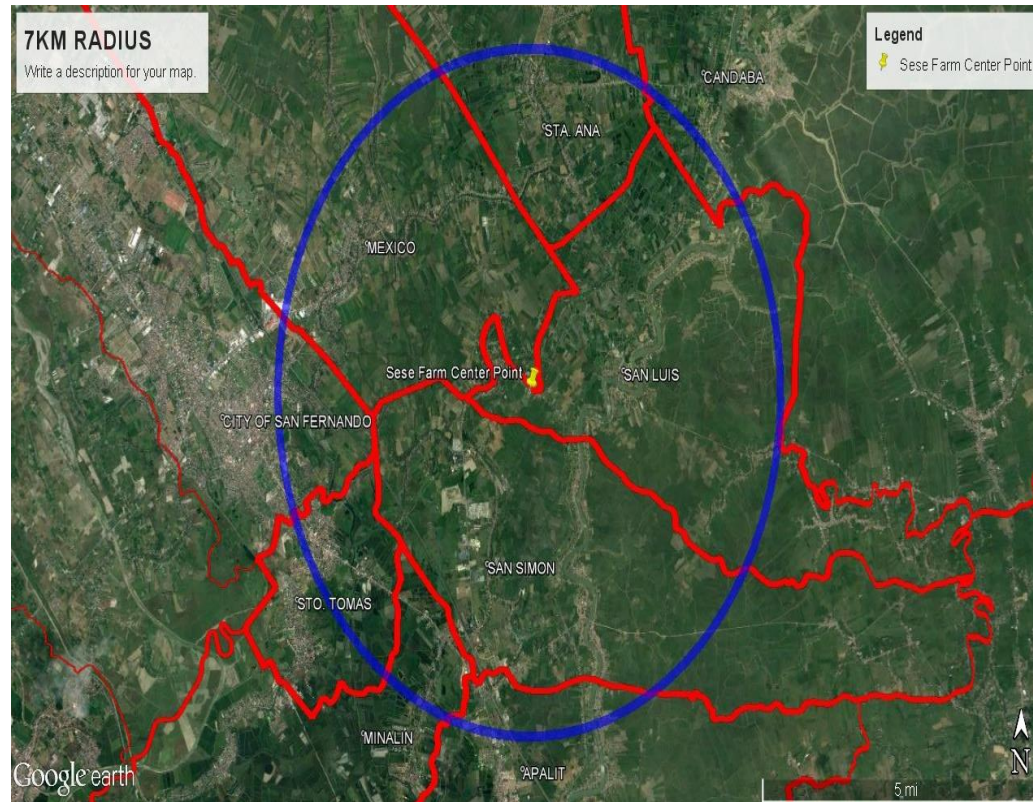 7KM RADIUS
Write a description for your map.
Legend
Sese Farm Center Point
CANDABA
STA. ANA
MEXICO
Sese Farm Center Point
SAN LUIS
CITY OF SAN FERNANDO
SAN SIMON
STO. TOMAS
MINALIN
APALIT
Google earth
5 mi
N